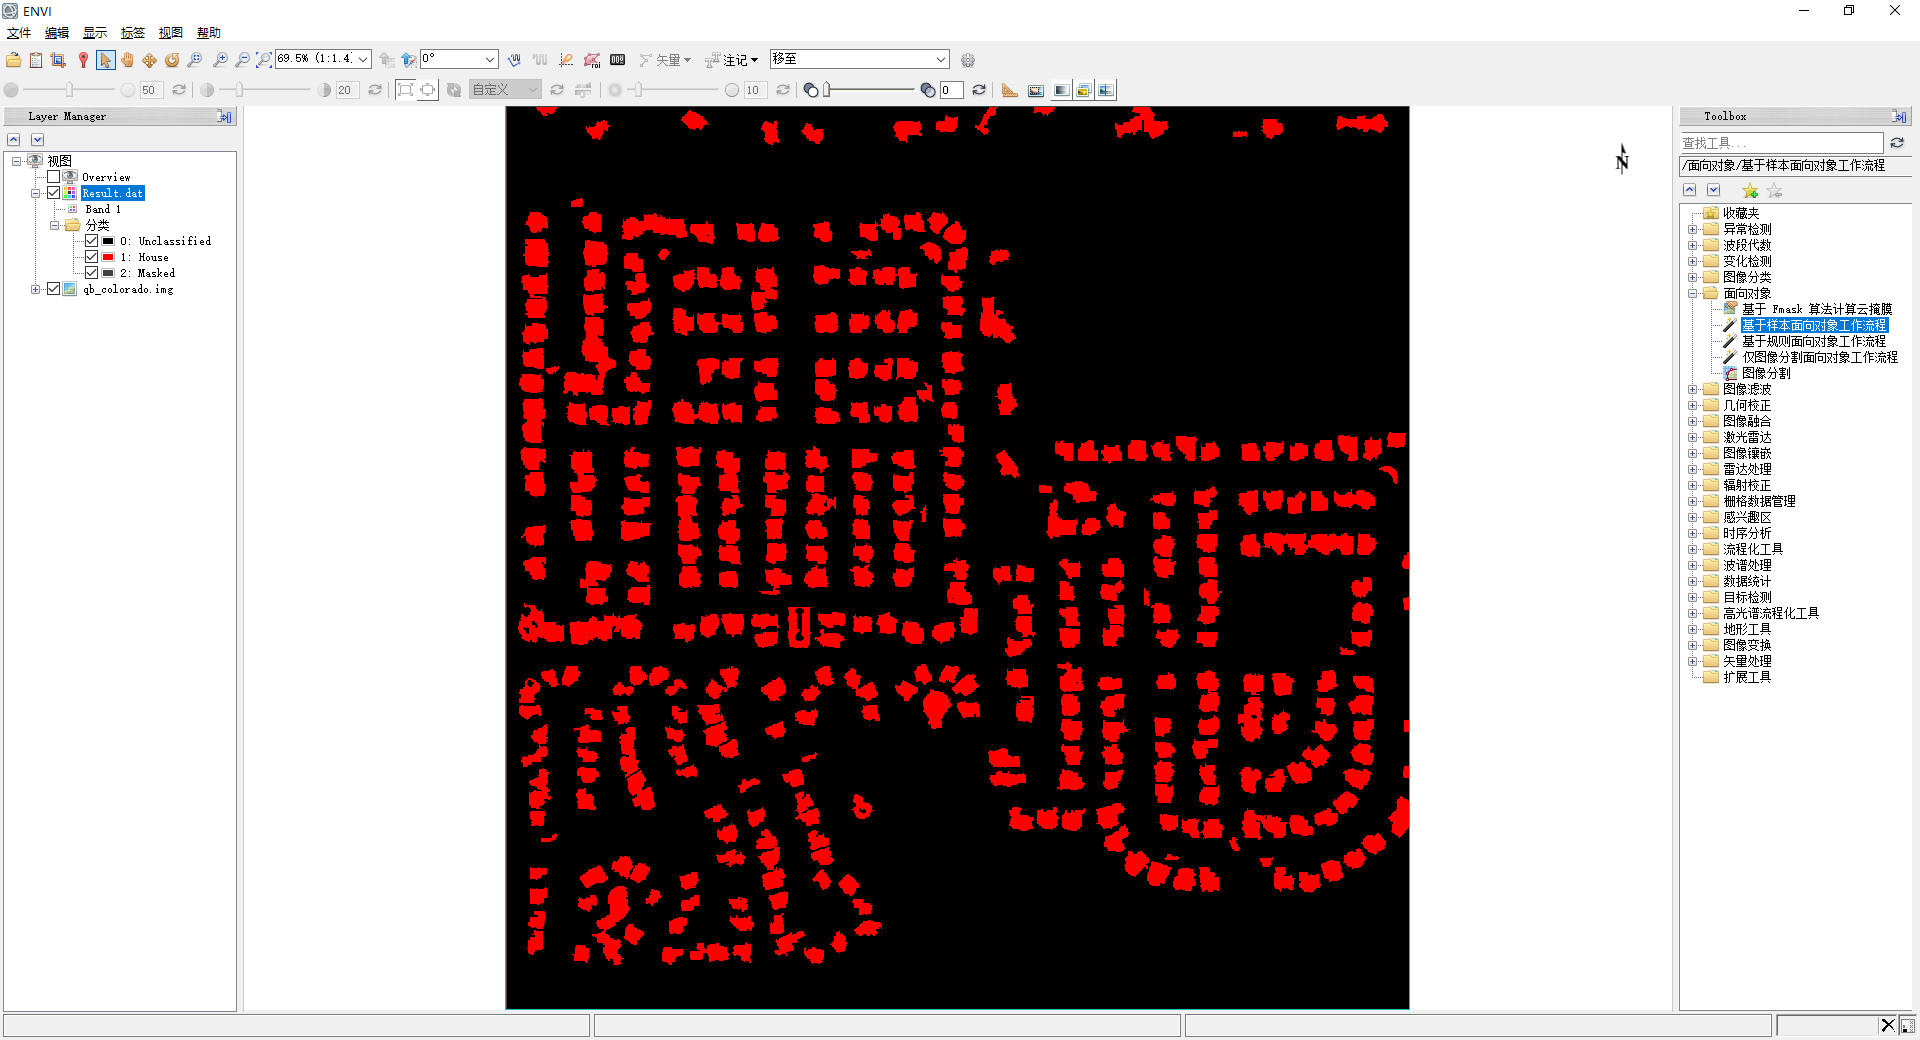 ENVI
文件 编辑 显示 标签 视图 帮助
69.5% (1:1.4 0° 矢量 注记 移至
50 20 自定义 10 0
Layer Manager
视图
Overview
Result.dat
Band 1
分类
0: Unclassified
1: House
2: Masked
qb_colorado.img
N
Toolbox
查找工具...
/面向对象/基于样本面向对象工作流程
收藏夹
异常检测
波段代数
变化检测
图像分类
面向对象
基于 Fmask 算法计算云掩膜
基于样本面向对象工作流程
基于规则面向对象工作流程
仅图像分割面向对象工作流程
图像分割
图像滤波
几何校正
图像融合
激光雷达
图像镶嵌
雷达处理
辐射校正
栅格数据管理
感兴趣区
时序分析
流程化工具
波谱处理
数据统计
目标检测
高光谱流程化工具
地形工具
图像变换
矢量处理
扩展工具